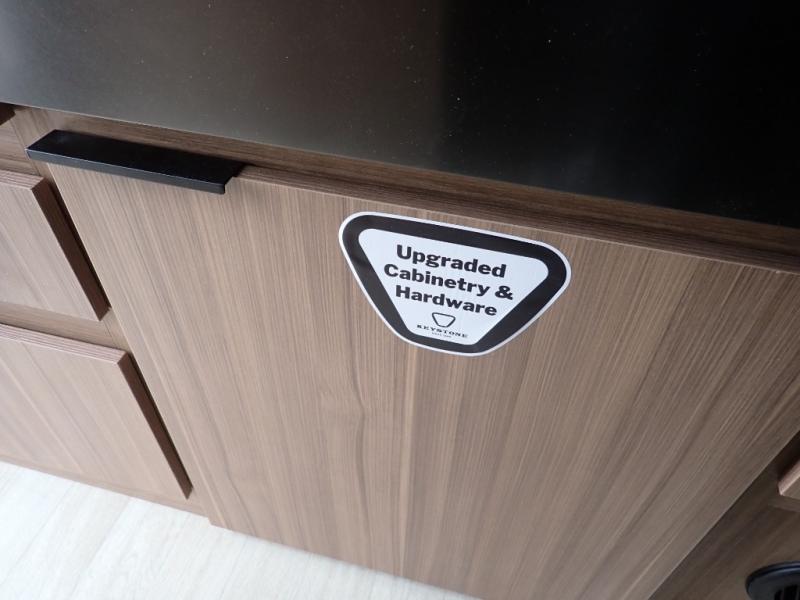 Upgraded
Cabinetry &
Hardware
KEYSTONE